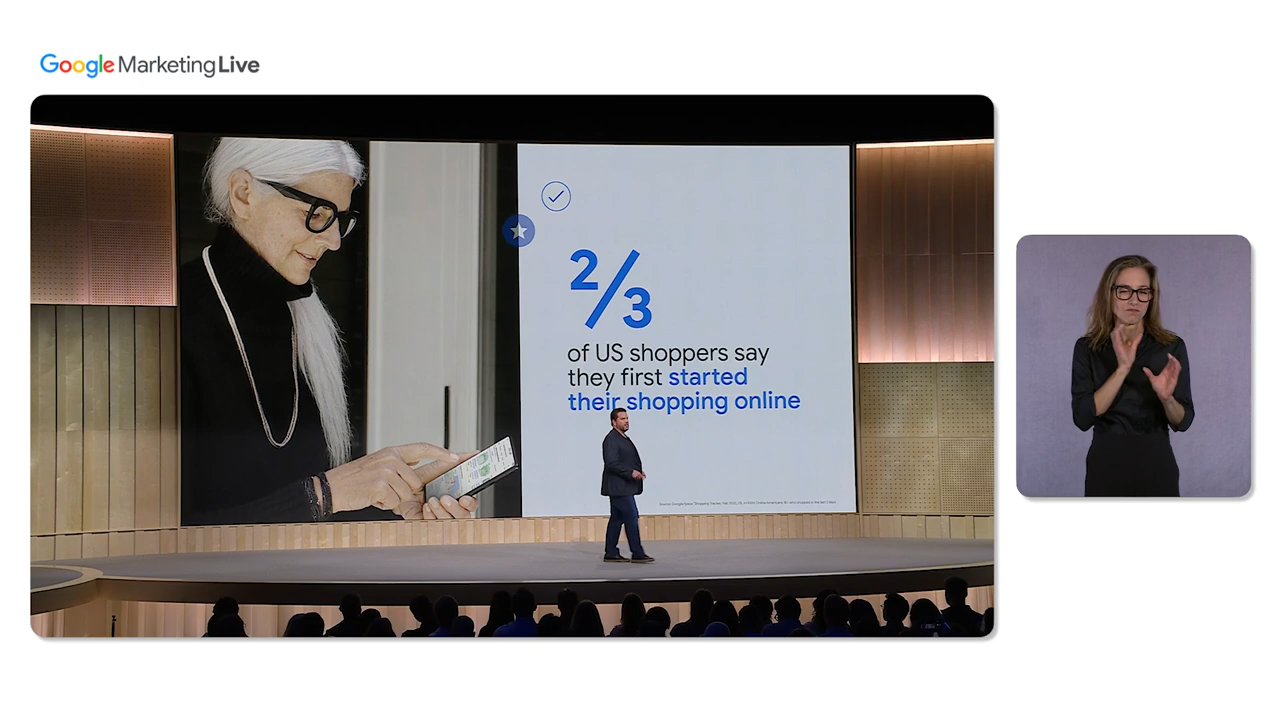 Google Marketing Live
2/3
of US shoppers say
they first started
their shopping online